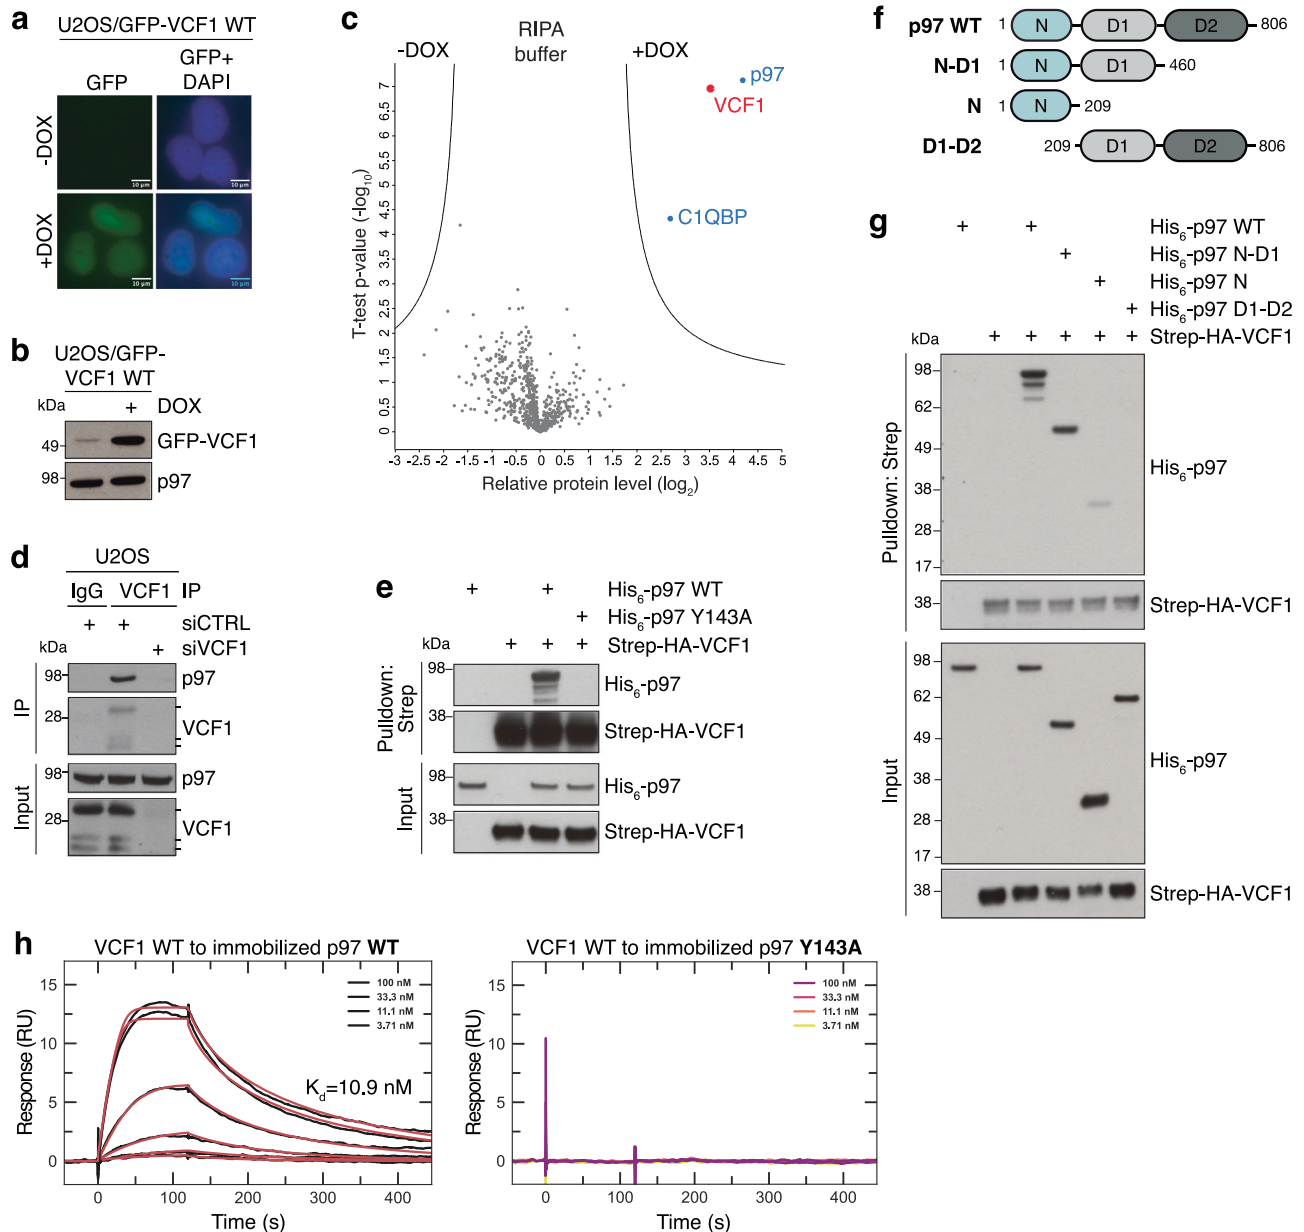 a
U2OS/GFP-VCF1 WT
GFP
GFP+
DAPI
-DOX
+DOX
10 μm
10 μm
10 μm
10 μm
b
U2OS/GFP-
VCF1 WT
kDa
+ DOX
49
GFP-VCF1
98
p97
c
-DOX
RIPA
buffer
+DOX
p97
VCF1
C1QBP
T-test p-value (-log10)
7
6.5
6
5.5
5
4.5
4
3.5
3
2.5
2
1.5
1
0.5
0
-3 -2.5 -2 -1.5 -1 -0.5 0 0.5 1 1.5 2 2.5 3 3.5 4 4.5 5
Relative protein level (log2)
d
U2OS
IgG VCF1 IP
+ + siCTRL
kDa + siVCF1
IP
98 p97
28 VCF1
Input
98 p97
28 VCF1
e
+ + His6-p97 WT
+ His6-p97 Y143A
kDa + + + Strep-HA-VCF1
Pulldown:
Strep
98 His6-p97
38 Strep-HA-VCF1
Input
98 His6-p97
38 Strep-HA-VCF1
f
p97 WT 1 N D1 D2 806
N-D1 1 N D1 460
N 1 N 209
D1-D2 209 D1 D2 806
g
+ + His6-p97 WT
+ His6-p97 N-D1
+ His6-p97 N
+ His6-p97 D1-D2
kDa + + + + + Strep-HA-VCF1
Pulldown: Strep
98
62
49
38
28
17
His6-p97
38 Strep-HA-VCF1
Input
98
62
49
38
28
17
His6-p97
38 Strep-HA-VCF1
h
VCF1 WT to immobilized p97 WT
100 nM
33.3 nM
11.1 nM
3.71 nM
Kd=10.9 nM
Response (RU)
15
10
5
0
0 100 200 300 400
Time (s)
VCF1 WT to immobilized p97 Y143A
100 nM
33.3 nM
11.1 nM
3.71 nM
Response (RU)
15
10
5
0
0 100 200 300 400
Time (s)